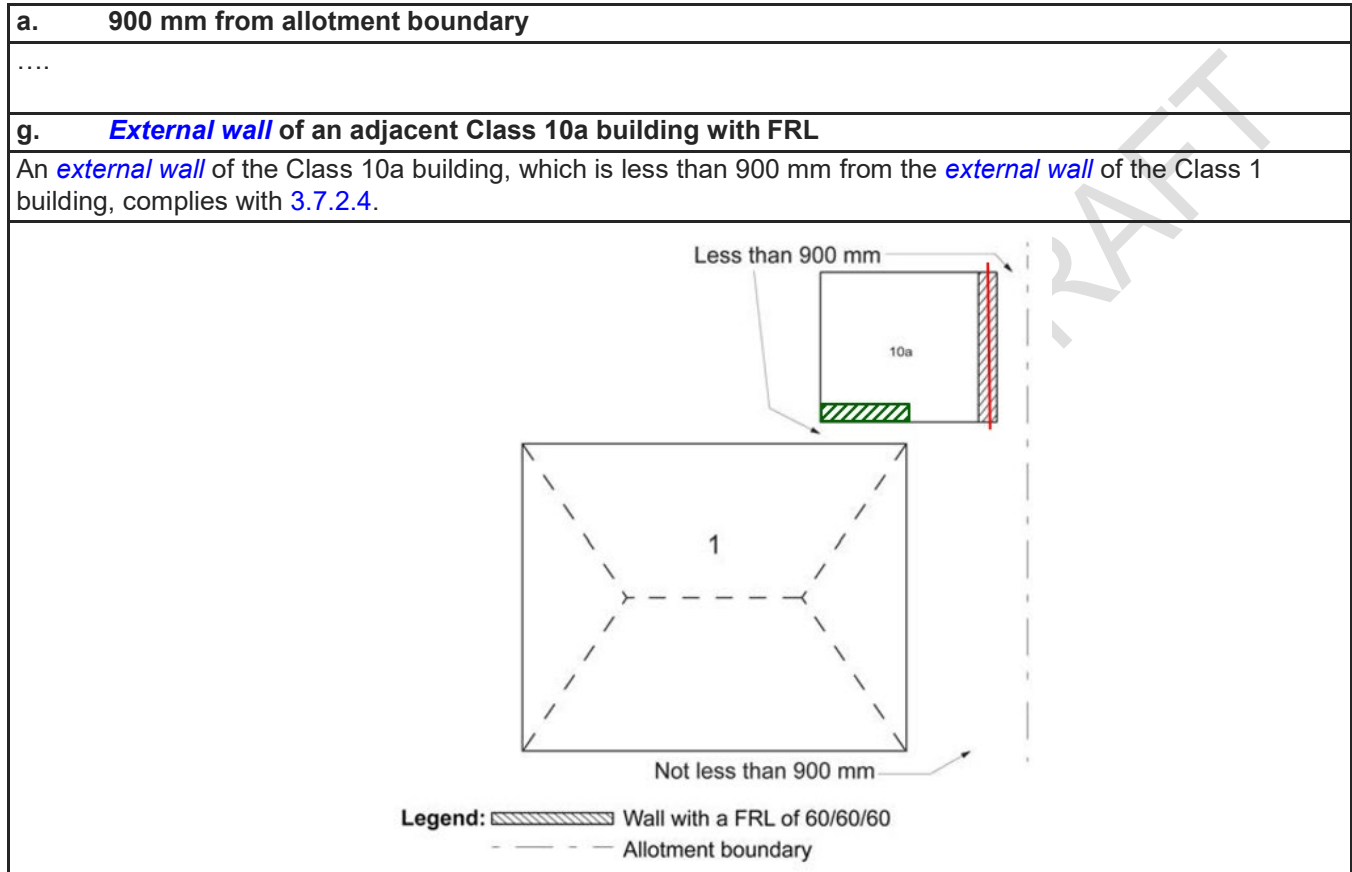 a. 900 mm from allotment boundary
….
g. External wall of an adjacent Class 10a building with FRL
An external wall of the Class 10a building, which is less than 900 mm from the external wall of the Class 1
building, complies with 3.7.2.4.
Less than 900 mm
10a
1
Not less than 900 mm
Legend: Wall with a FRL of 60/60/60
Allotment boundary
RAFT